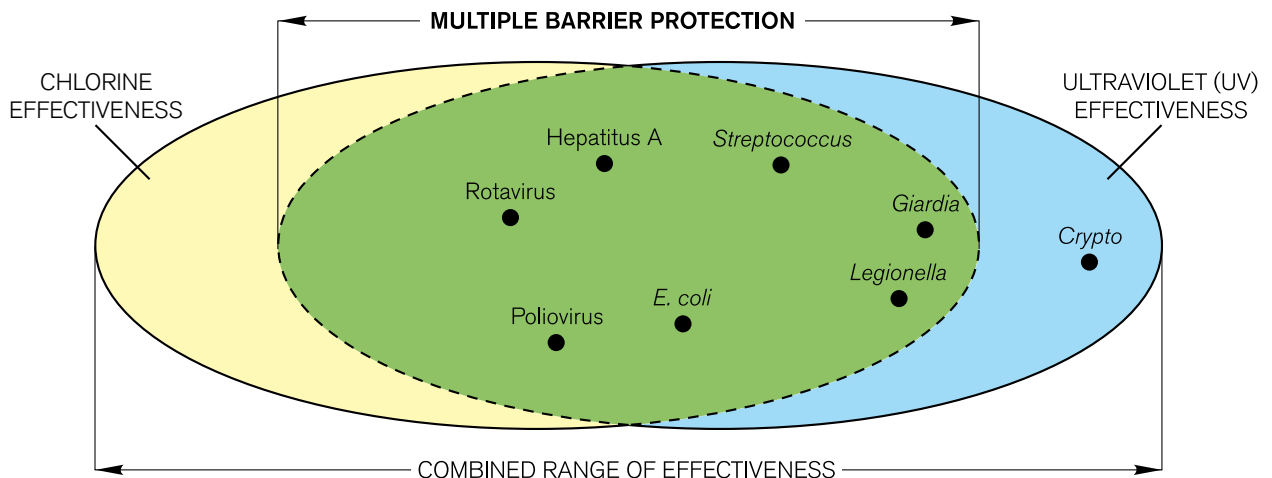 MULTIPLE BARRIER PROTECTION
CHLORINE
EFFECTIVENESS
ULTRAVIOLET (UV)
EFFECTIVENESS
Hepatitus A
Streptococcus
Rotavirus
Giardia
Crypto
Legionella
E. coli
Poliovirus
COMBINED RANGE OF EFFECTIVENESS